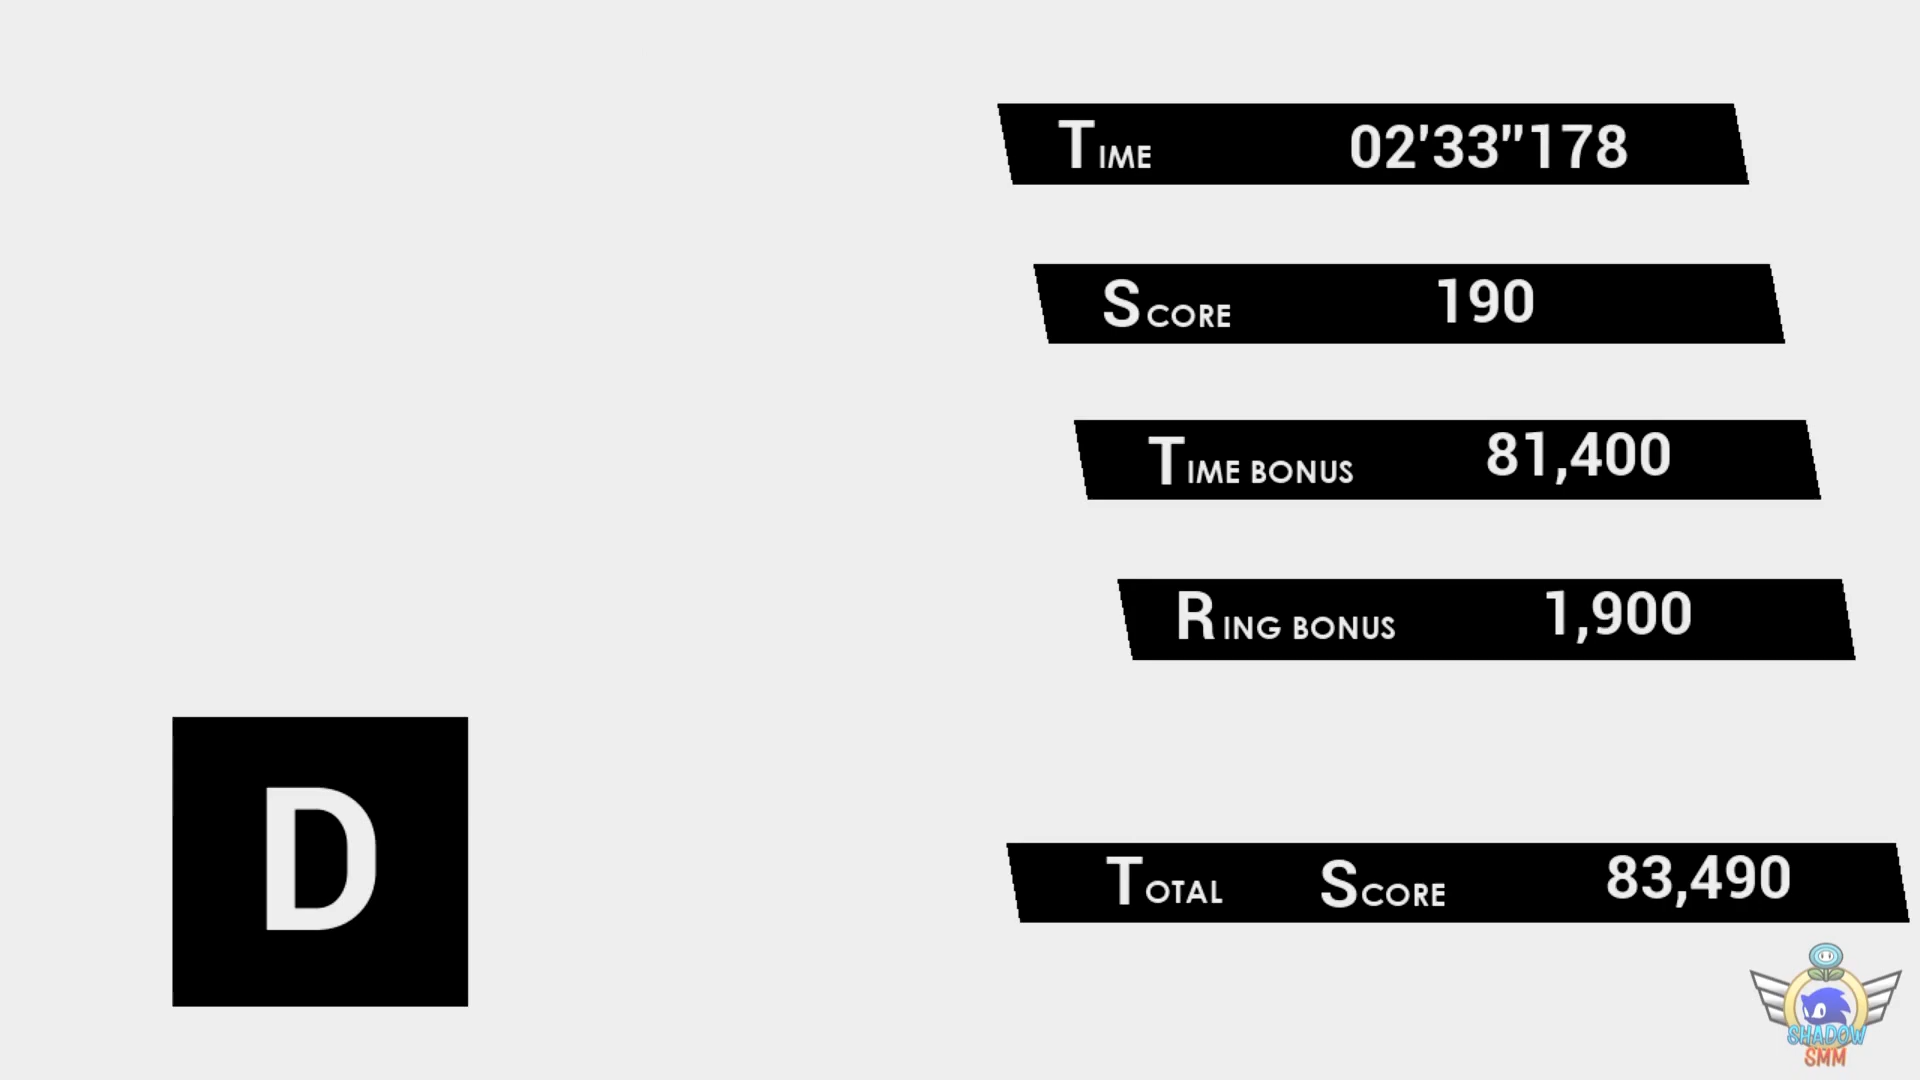 TIME 02'33"178
SCORE 190
TIME BONUS 81,400
RING BONUS 1,900
D
TOTAL SCORE 83,490
SHADOW
SMM